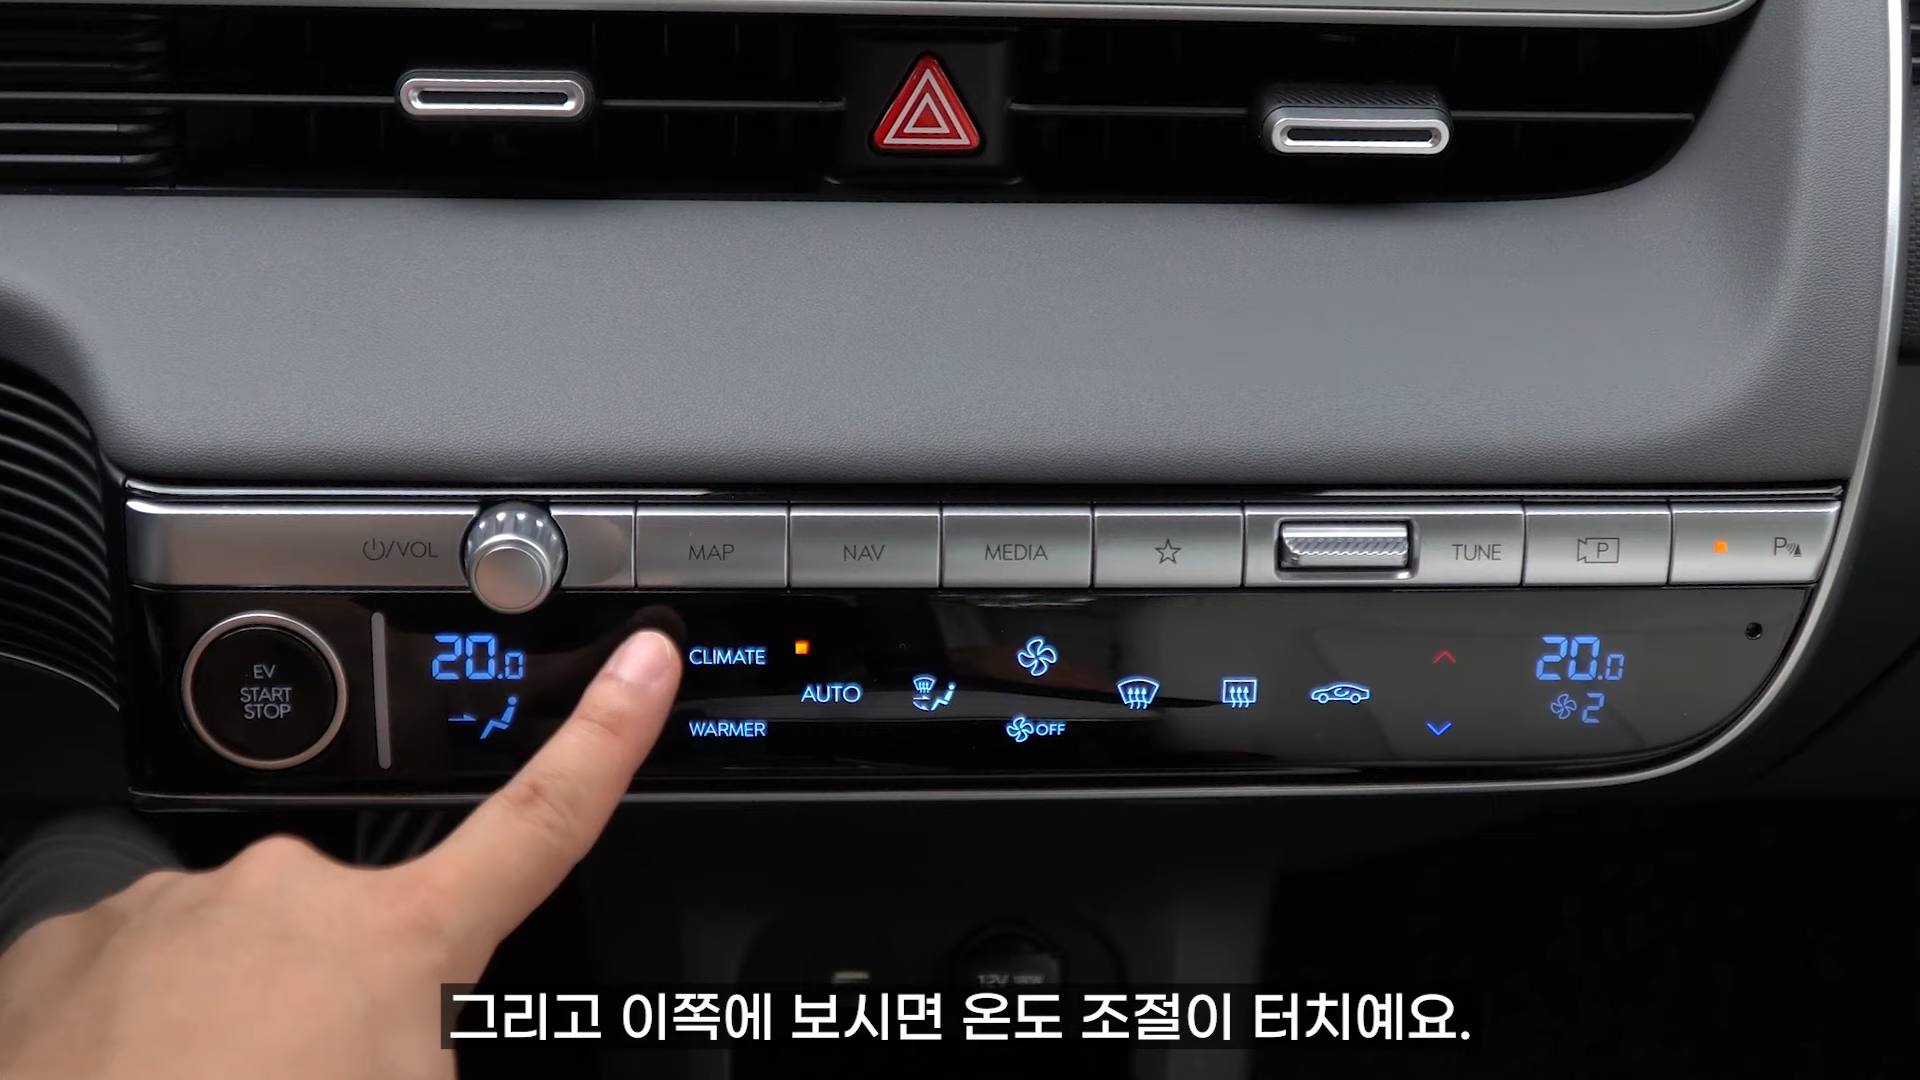 /VOL
MAP
NAV
MEDIA
TUNE
P
P
EV
START
STOP
20.0
CLIMATE
AUTO
WARMER
OFF
20.0
2
그리고 이쪽에 보시면 온도 조절이 터치예요.